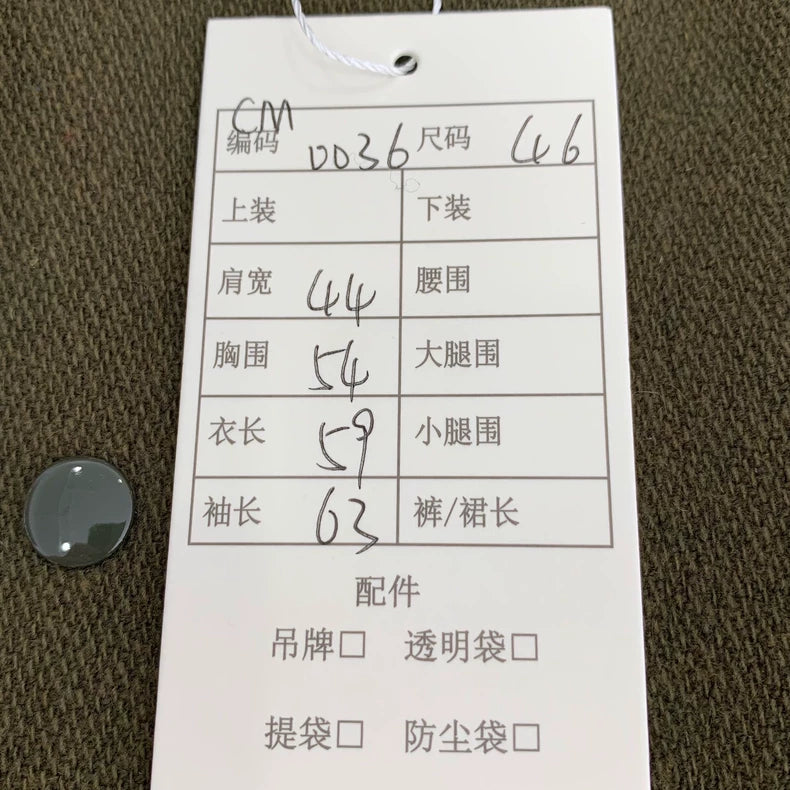 CM
编码 0036 尺码 46
上装 下装
肩宽 44 腰围
胸围 54 大腿围
衣长 59 小腿围
袖长 63 裤/裙长
配件
吊牌□ 透明袋□
提袋□ 防尘袋□